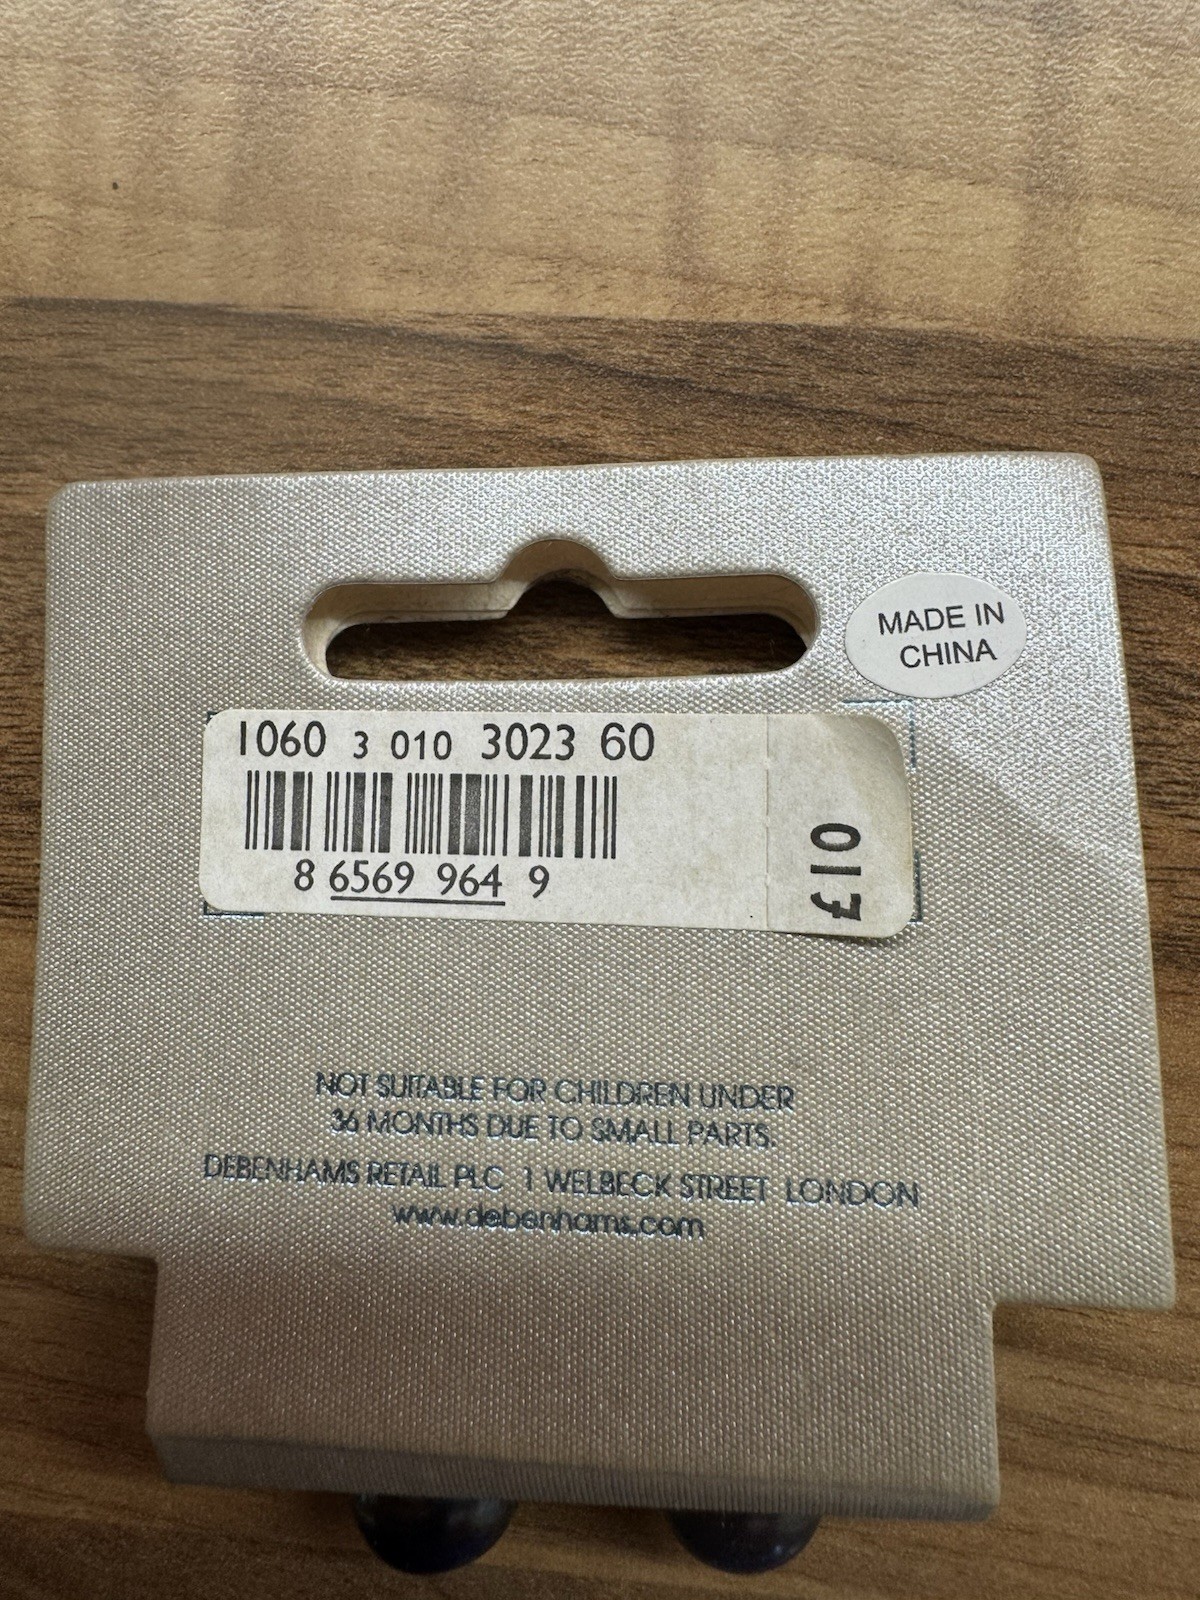 MADE IN
CHINA
1060 3 010 3023 60
8 6569 964 9
£10
NOT SUITABLE FOR CHILDREN UNDER
36 MONTHS DUE TO SMALL PARTS.
DEBENHAMS RETAIL PLC 1 WELBECK STREET LONDON
www.debenhams.com